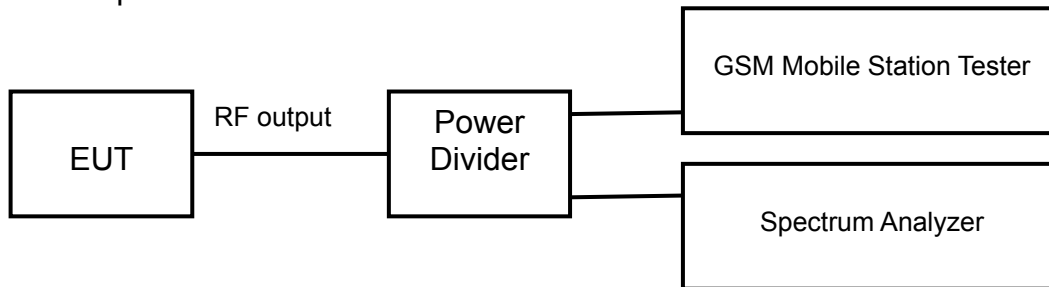 EUT
RF output
Power
Divider
GSM Mobile Station Tester
Spectrum Analyzer